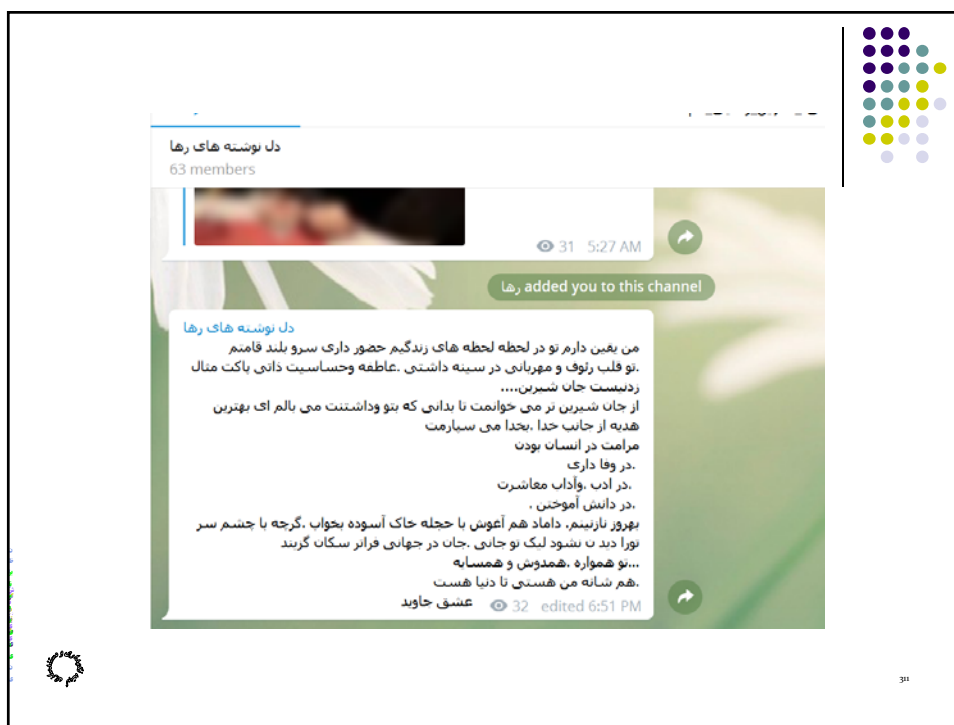 دل نوشته های رها
63 members
31 5:27 AM
رها added you to this channel
دل نوشته های رها
من یقین دارم تو در لحظه لحظه های زندگیم حضور داری سرو بلند قامتم
.تو قلب رئوف و مهربانی در سینه داشتی .عاطفه وحساسیت ذاتی پاکت مثال
زدنیست جان شیرین....
از جان شیرین تر می خوانمت تا بدانی که بتو وداشتنت می بالم ای بهترین
هدیه از جانب خدا .بخدا می سپارمت
مرامت در انسان بودن
.در وفا داری
.در ادب .وآداب معاشرت
.در دانش آموختن .
بهروز نازنینم، داماد هم آغوش با حجله خاک آسوده بخواب .گرچه با چشم سر
تورا دید ن نشود لیک تو جانی .جان در جهانی فراتر سکان گزیند
...تو همواره .همدوش و همسایه
.هم شانه من هستی تا دنیا هست
عشق جاوید 32 edited 6:51 PM
311